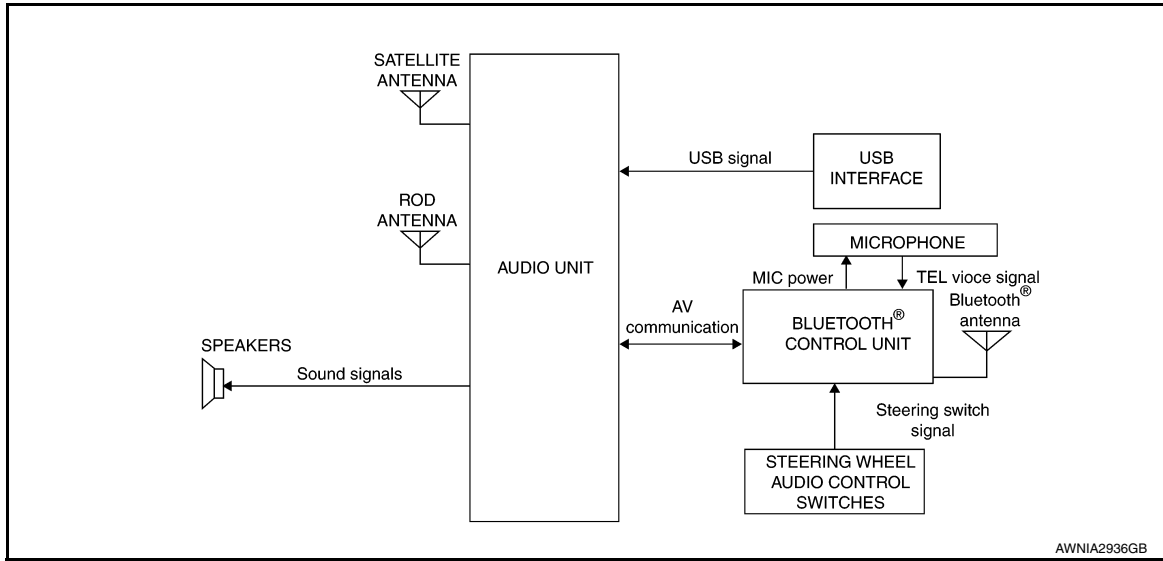 SATELLITE
ANTENNA
ROD
ANTENNA
SPEAKERS
Sound signals
AUDIO UNIT
USB signal
USB
INTERFACE
MICROPHONE
MIC power
TEL vioce signal
Bluetooth®
antenna
AV
communication
BLUETOOTH®
CONTROL UNIT
Steering switch
signal
STEERING WHEEL
AUDIO CONTROL
SWITCHES
AWNIA2936GB